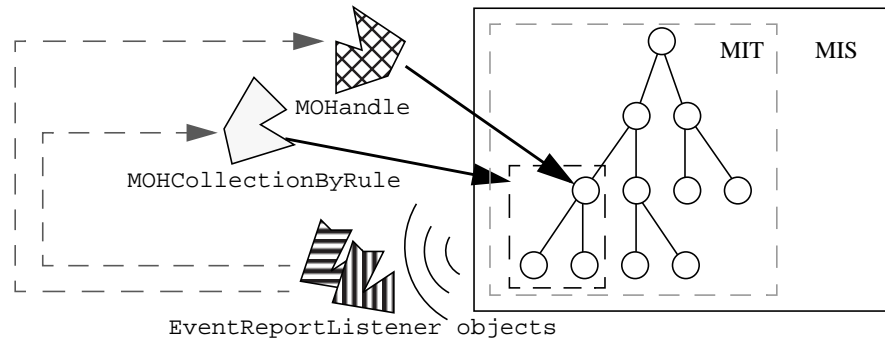 MIT
MIS
MOHandle
MOHCollectionByRule
EventReportListener objects